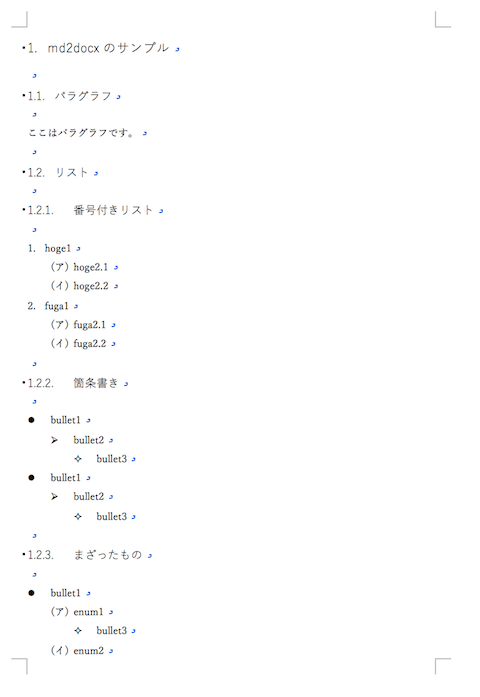 1. md2docx のサンプル
1.1. パラグラフ
ここはパラグラフです。
1.2. リスト
1.2.1. 番号付きリスト
1. hoge1
(ア) hoge2.1
(イ) hoge2.2
2. fuga1
(ア) fuga2.1
(イ) fuga2.2
1.2.2. 箇条書き
● bullet1
➢ bullet2
✧ bullet3
● bullet1
➢ bullet2
✧ bullet3
1.2.3. まざったもの
● bullet1
(ア) enum1
✧ bullet3
(イ) enum2